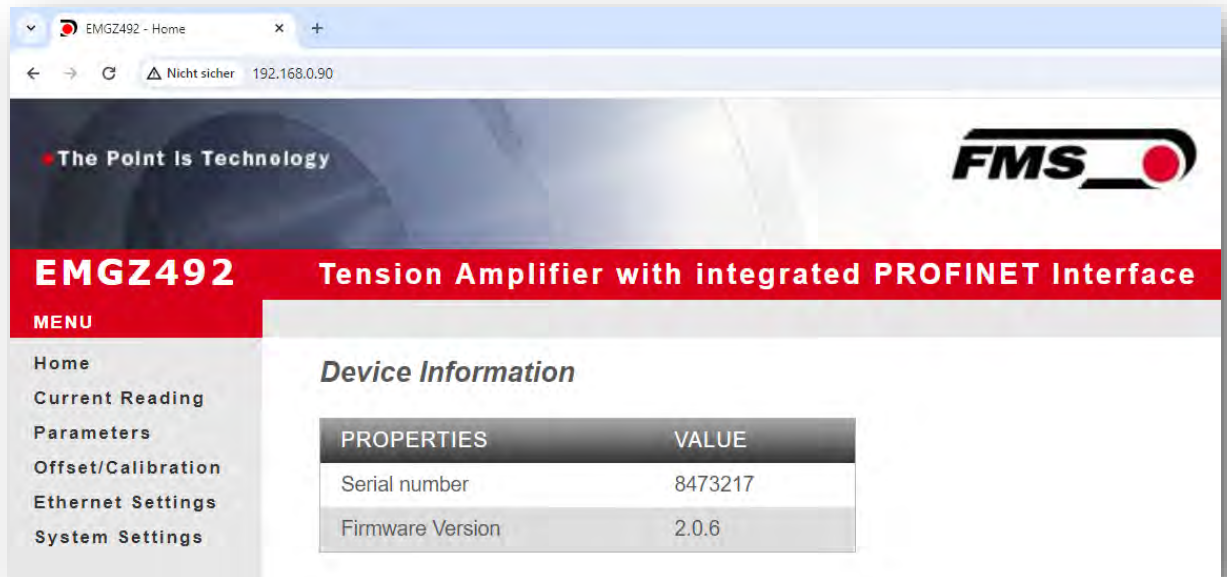 EMGZ492 - Home
Nicht sicher 192.168.0.90
The Point Is Technology
FMS
EMGZ492 Tension Amplifier with integrated PROFINET Interface
MENU
Home
Current Reading
Parameters
Offset/Calibration
Ethernet Settings
System Settings
Device Information
PROPERTIES VALUE
Serial number 8473217
Firmware Version 2.0.6